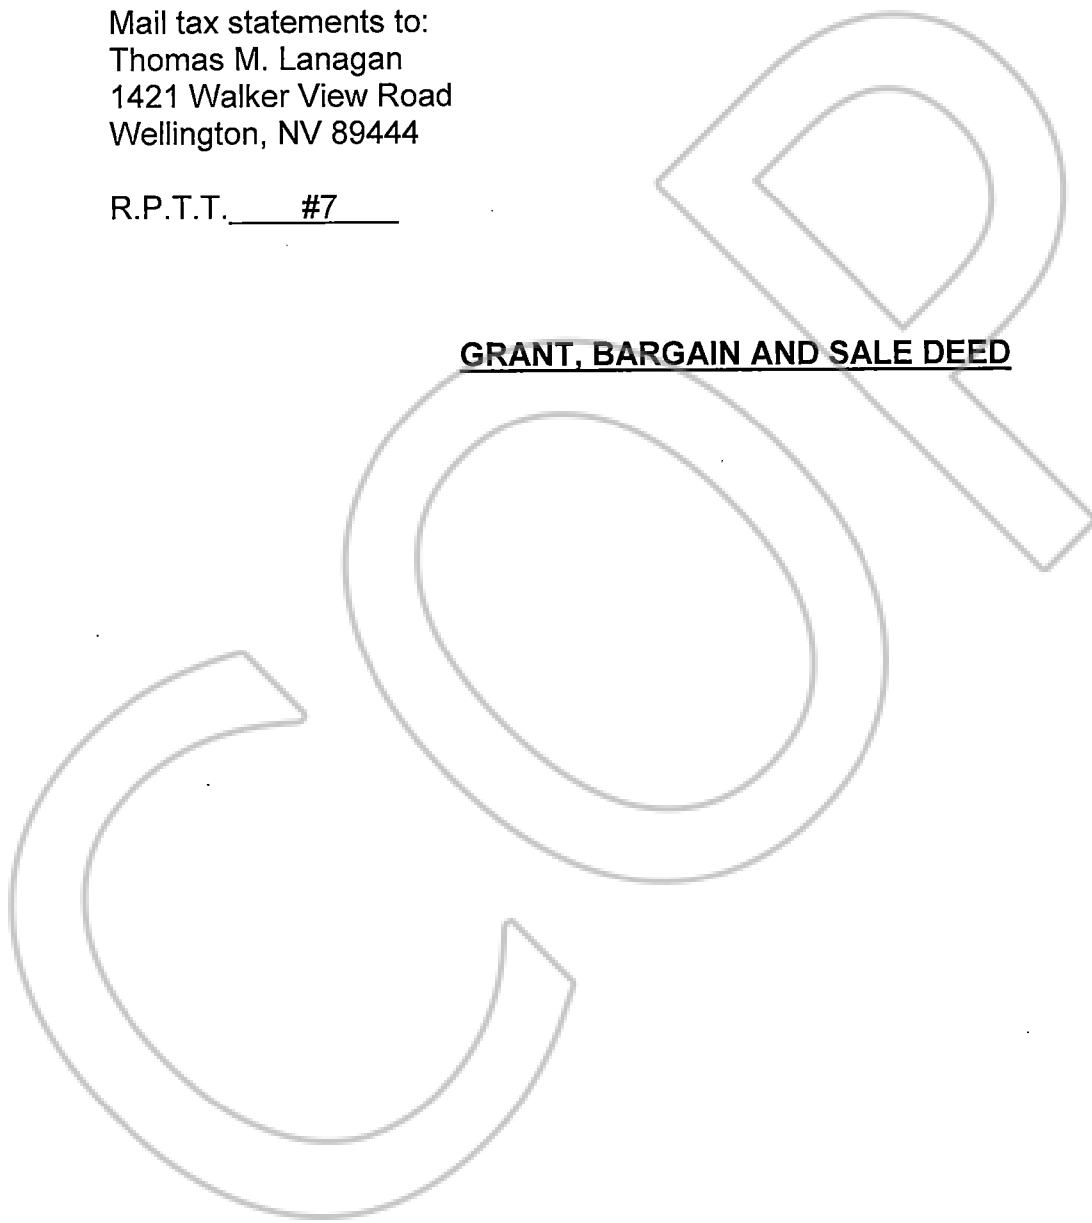 Mail tax statements to:
Thomas M. Lanagan
1421 Walker View Road
Wellington, NV 89444
R.P.T.T. #7
GRANT, BARGAIN AND SALE DEED
COP